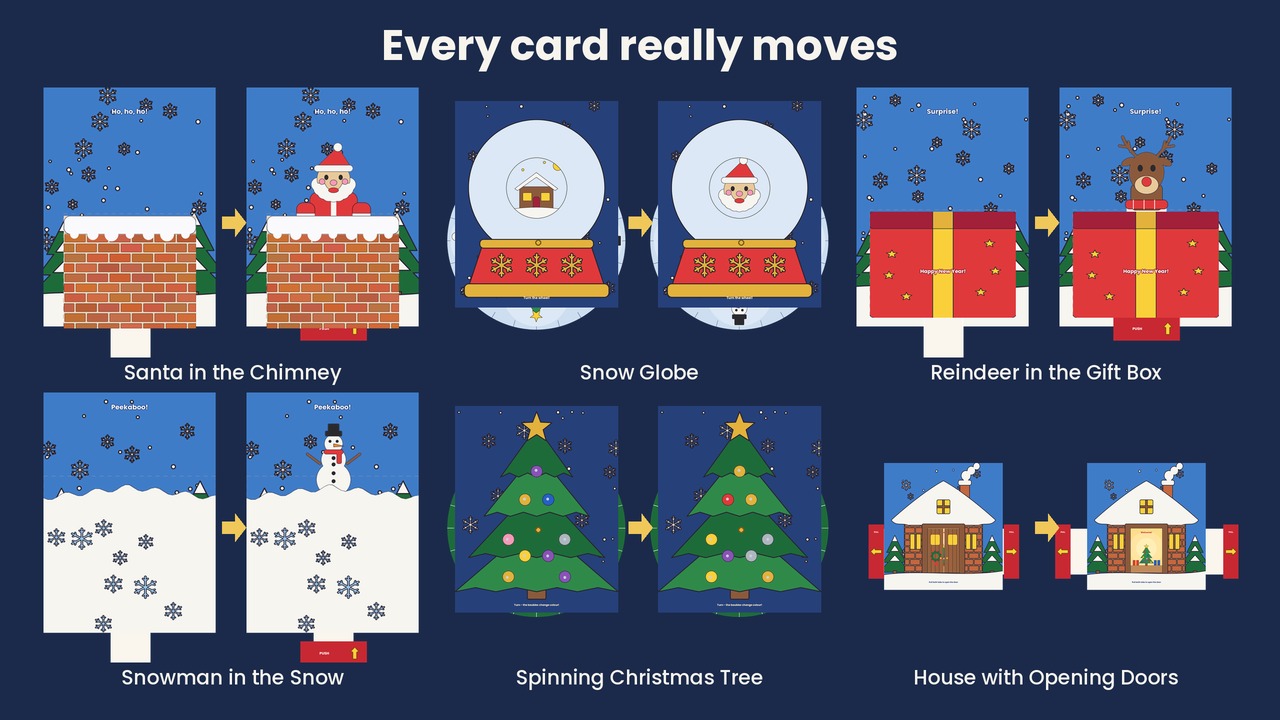 Every card really moves
Ho, ho, ho!
Ho, ho, ho!
Surprise!
Surprise!
Happy New Year!
Happy New Year!
Turn the wheel!
Turn the wheel!
PUSH
Santa in the Chimney
Snow Globe
Reindeer in the Gift Box
Peekaboo!
Peekaboo!
PUSH
Snowman in the Snow
Spinning Christmas Tree
House with Opening Doors